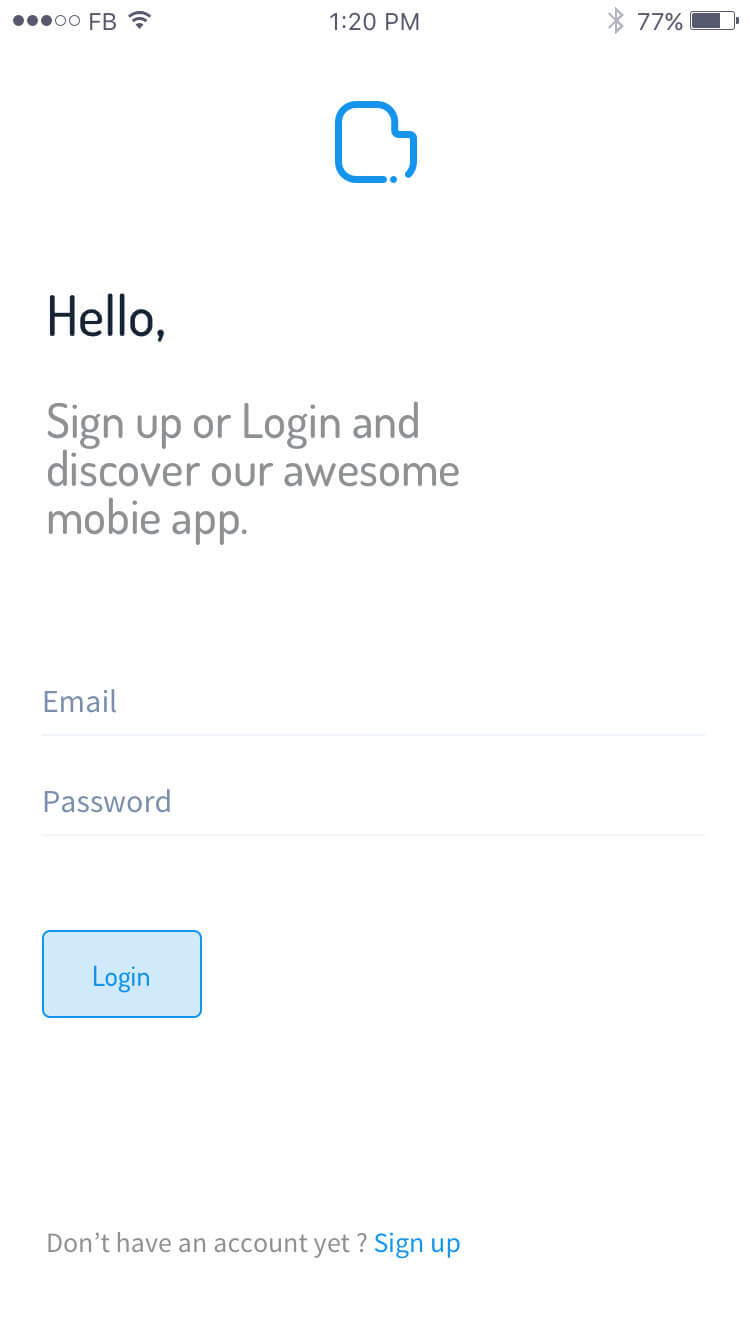 FB 1:20 PM 77%
Hello,
Sign up or Login and
discover our awesome
mobie app.
Email
Password
Login
Don’t have an account yet ? Sign up